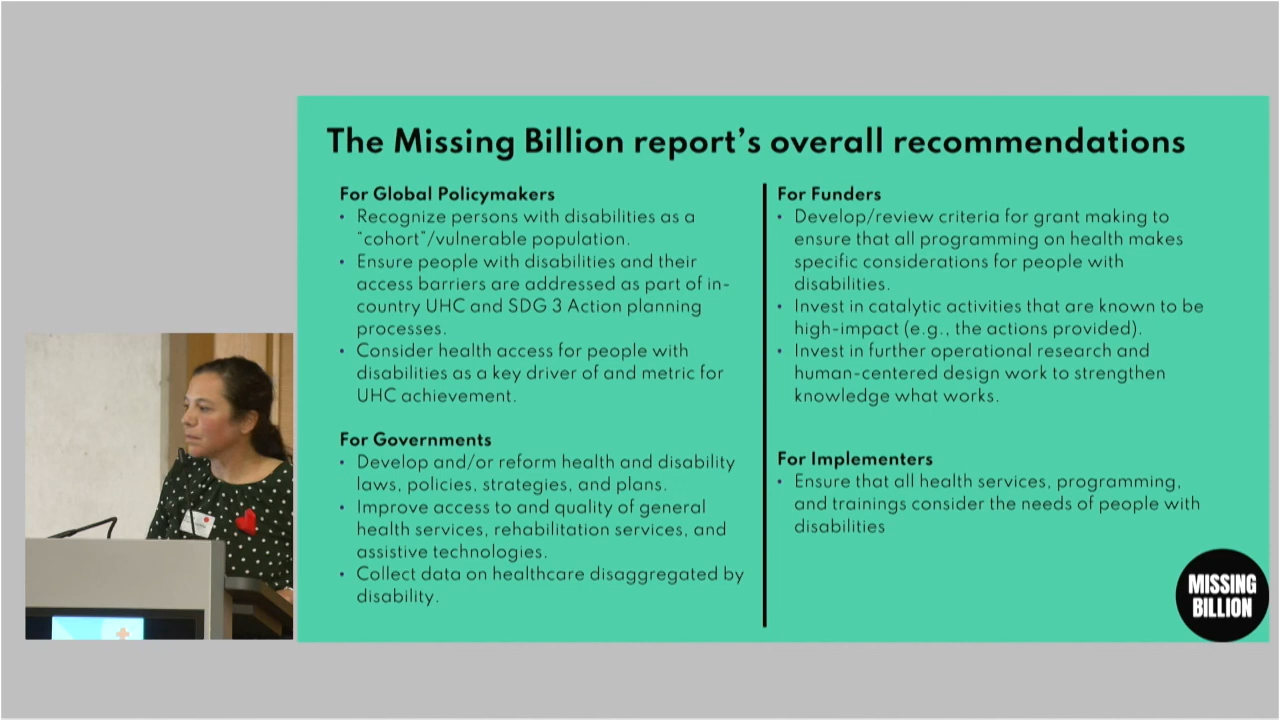 The Missing Billion report's overall recommendations
For Global Policymakers
• Recognize persons with disabilities as a
"cohort"/vulnerable population.
• Ensure people with disabilities and their
access barriers are addressed as part of in-
country UHC and SDG 3 Action planning
processes.
• Consider health access for people with
disabilities as a key driver of and metric for
UHC achievement.
For Governments
• Develop and/or reform health and disability
laws, policies, strategies, and plans.
• Improve access to and quality of general
health services, rehabilitation services, and
assistive technologies.
• Collect data on healthcare disaggregated by
disability.
For Funders
• Develop/review criteria for grant making to
ensure that all programming on health makes
specific considerations for people with
disabilities.
• Invest in catalytic activities that are known to be
high-impact (e.g., the actions provided).
• Invest in further operational research and
human-centered design work to strengthen
knowledge what works.
For Implementers
• Ensure that all health services, programming,
and trainings consider the needs of people with
disabilities
MISSING
BILLION